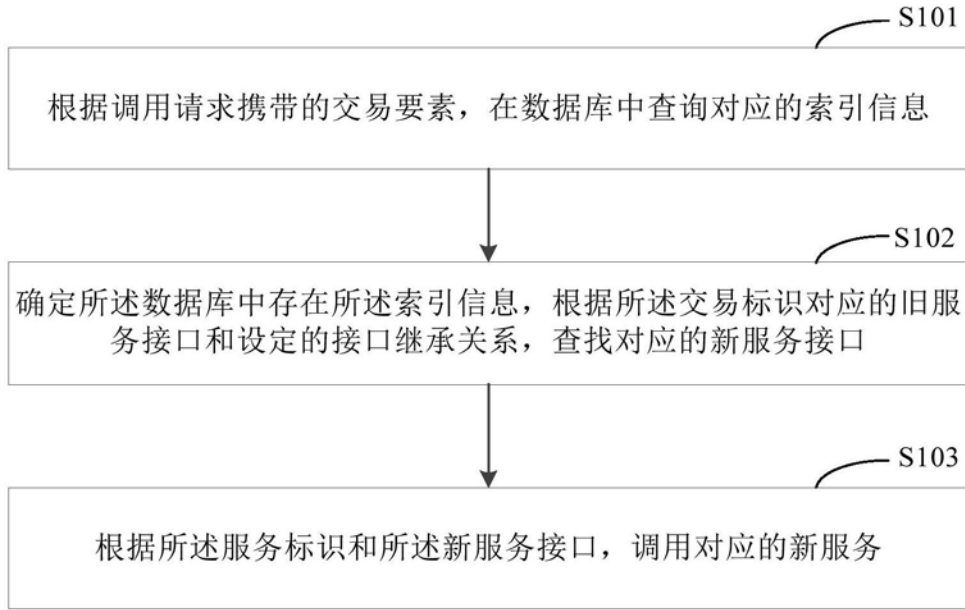 S101
根据调用请求携带的交易要素，在数据库中查询对应的索引信息
S102
确定所述数据库中存在所述索引信息，根据所述交易标识对应的旧服
务接口和设定的接口继承关系，查找对应的新服务接口
S103
根据所述服务标识和所述新服务接口，调用对应的新服务